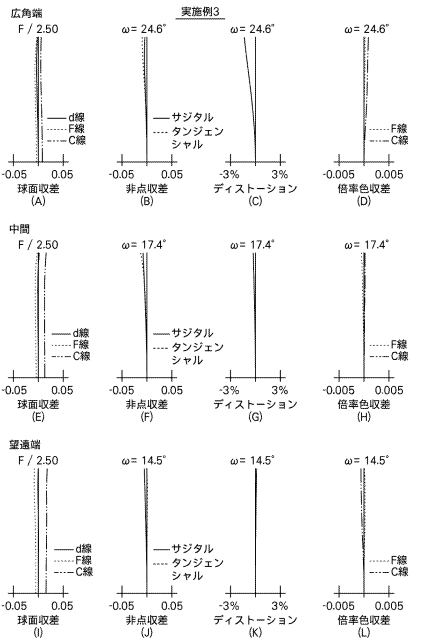 実施例3
広角端
F / 2.50 ω= 24.6° ω= 24.6° ω= 24.6°
d線
F線
C線
サジタル
タンジェン
シャル
F線
C線
-0.05 0.05 -0.05 0.05 -3% 3% -0.005 0.005
球面収差 非点収差 ディストーション 倍率色収差
(A) (B) (C) (D)
中間
F / 2.50 ω= 17.4° ω= 17.4° ω= 17.4°
d線
F線
C線
サジタル
タンジェン
シャル
F線
C線
-0.05 0.05 -0.05 0.05 -3% 3% -0.005 0.005
球面収差 非点収差 ディストーション 倍率色収差
(E) (F) (G) (H)
望遠端
F / 2.50 ω= 14.5° ω= 14.5° ω= 14.5°
d線
F線
C線
サジタル
タンジェン
シャル
F線
C線
-0.05 0.05 -0.05 0.05 -3% 3% -0.005 0.005
球面収差 非点収差 ディストーション 倍率色収差
(I) (J) (K) (L)